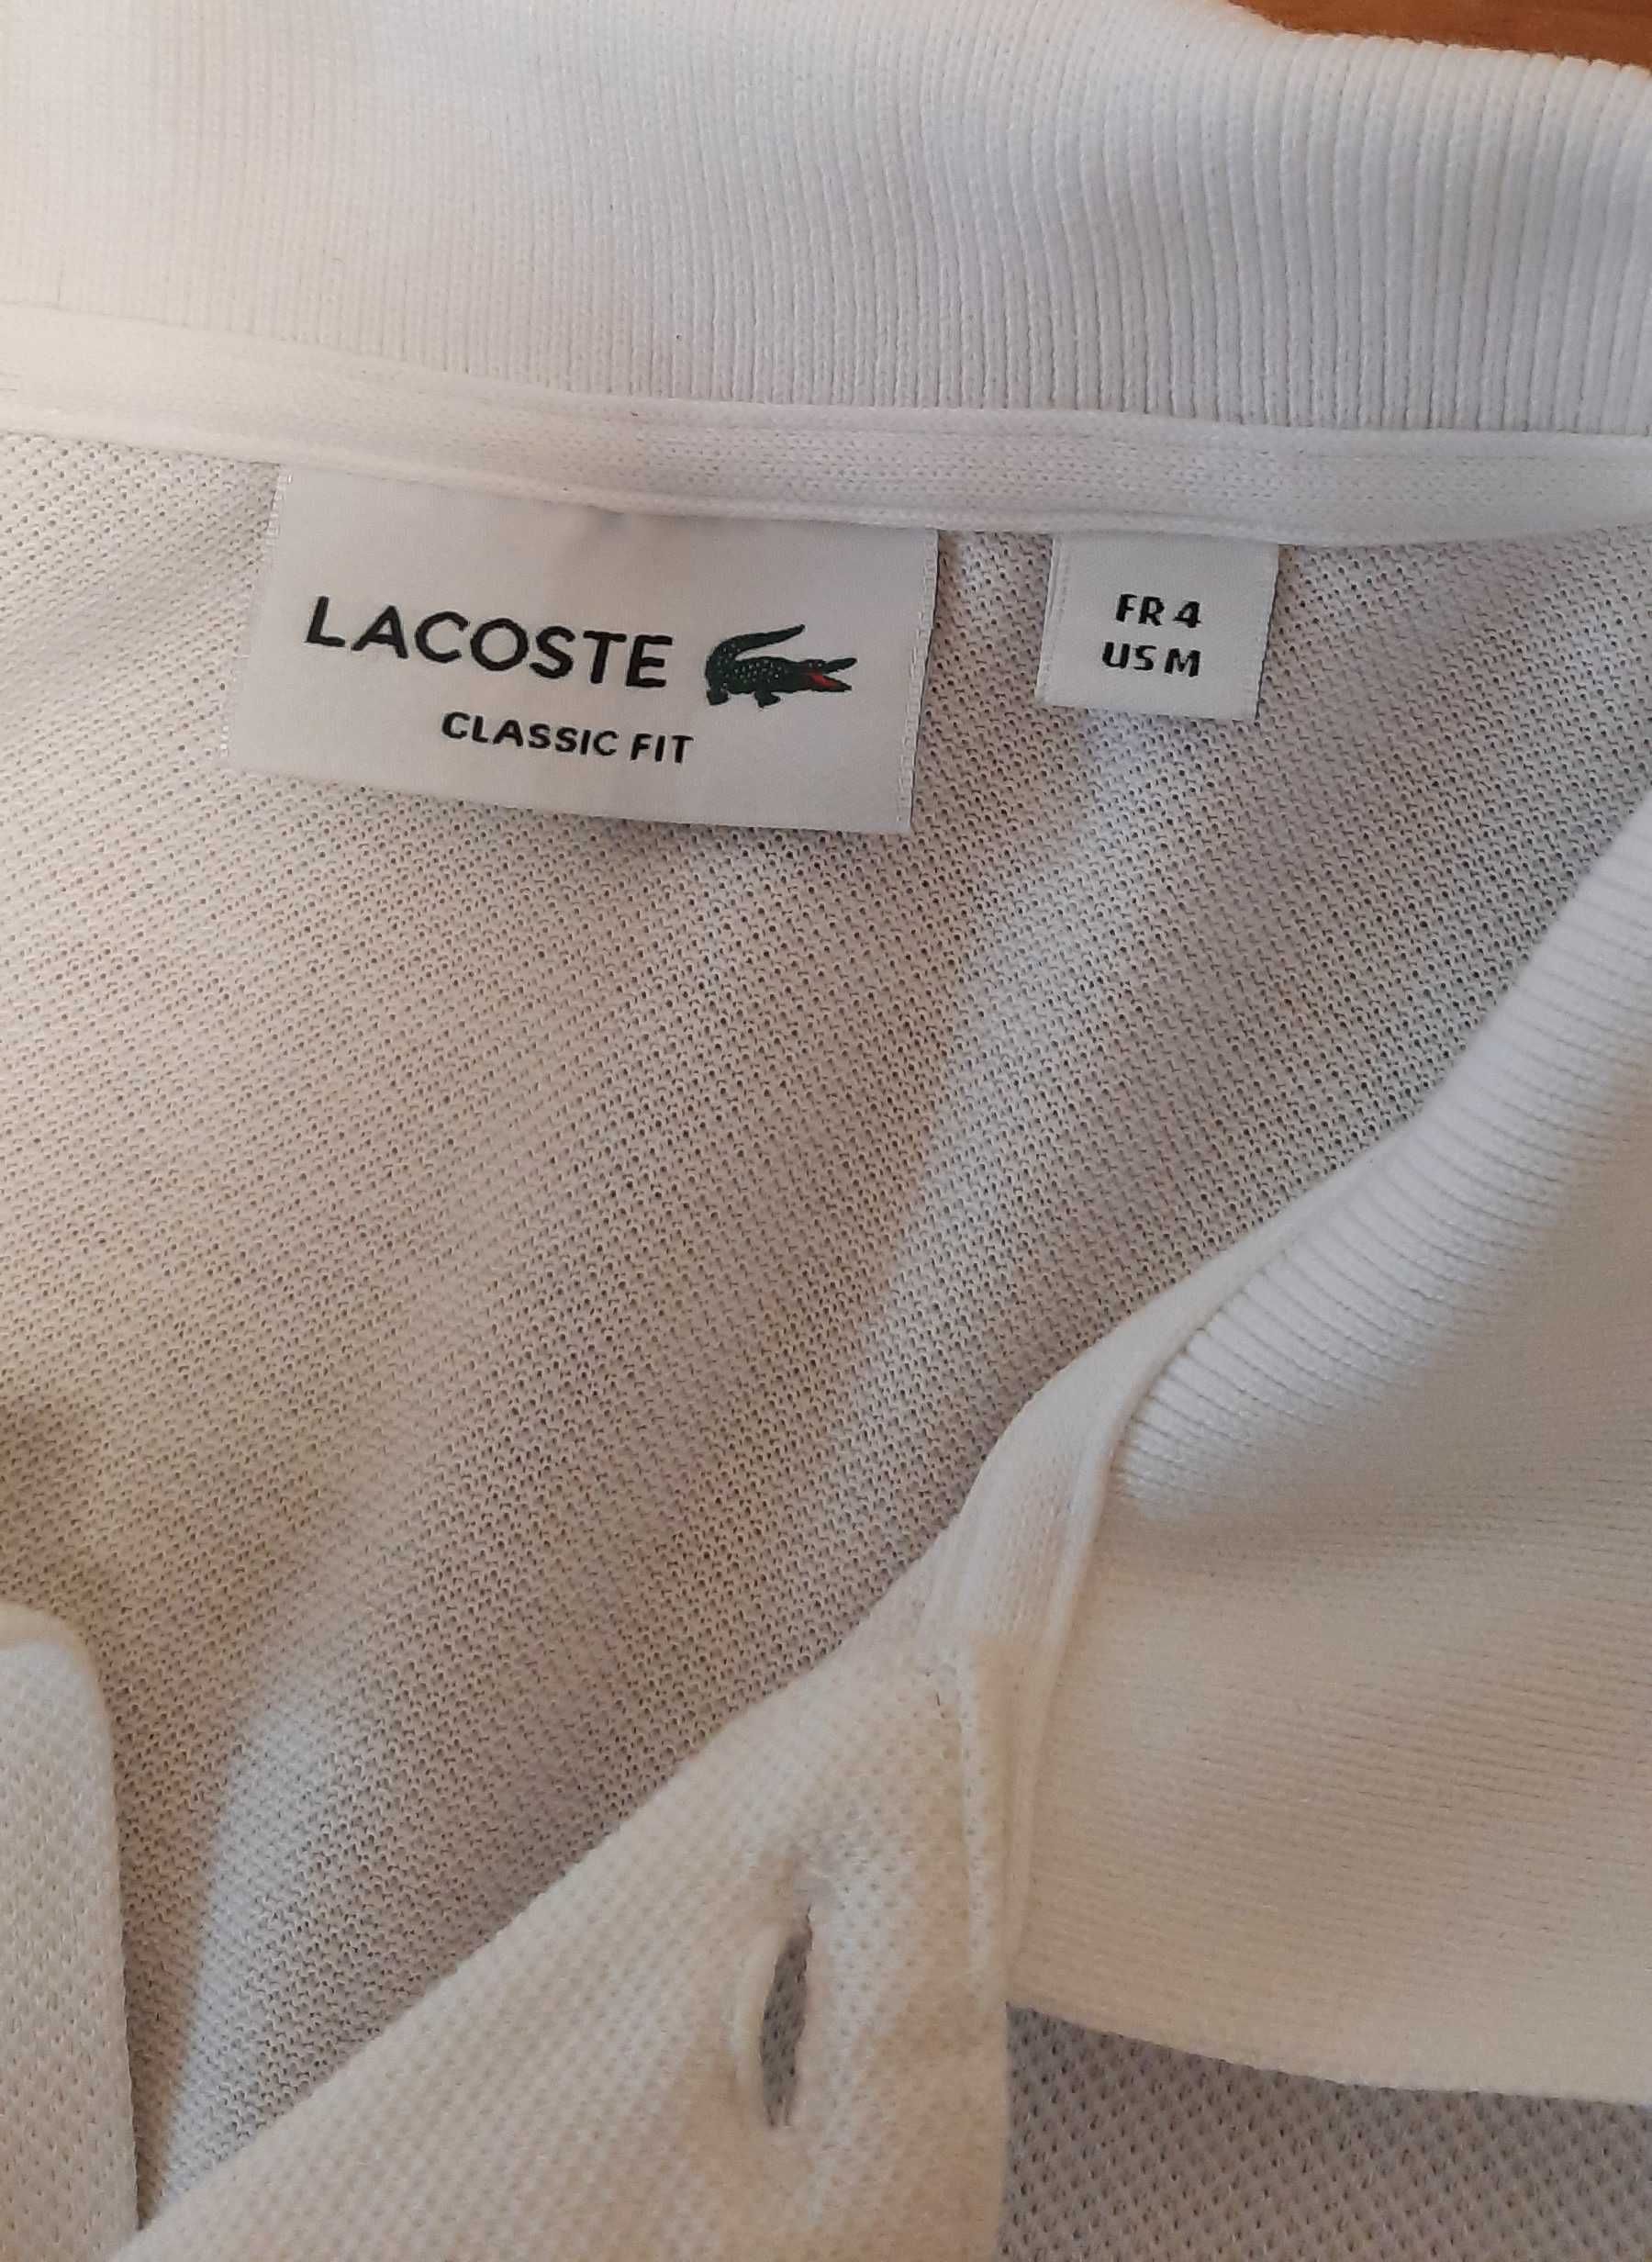 LACOSTE
CLASSIC FIT
FR 4
US M